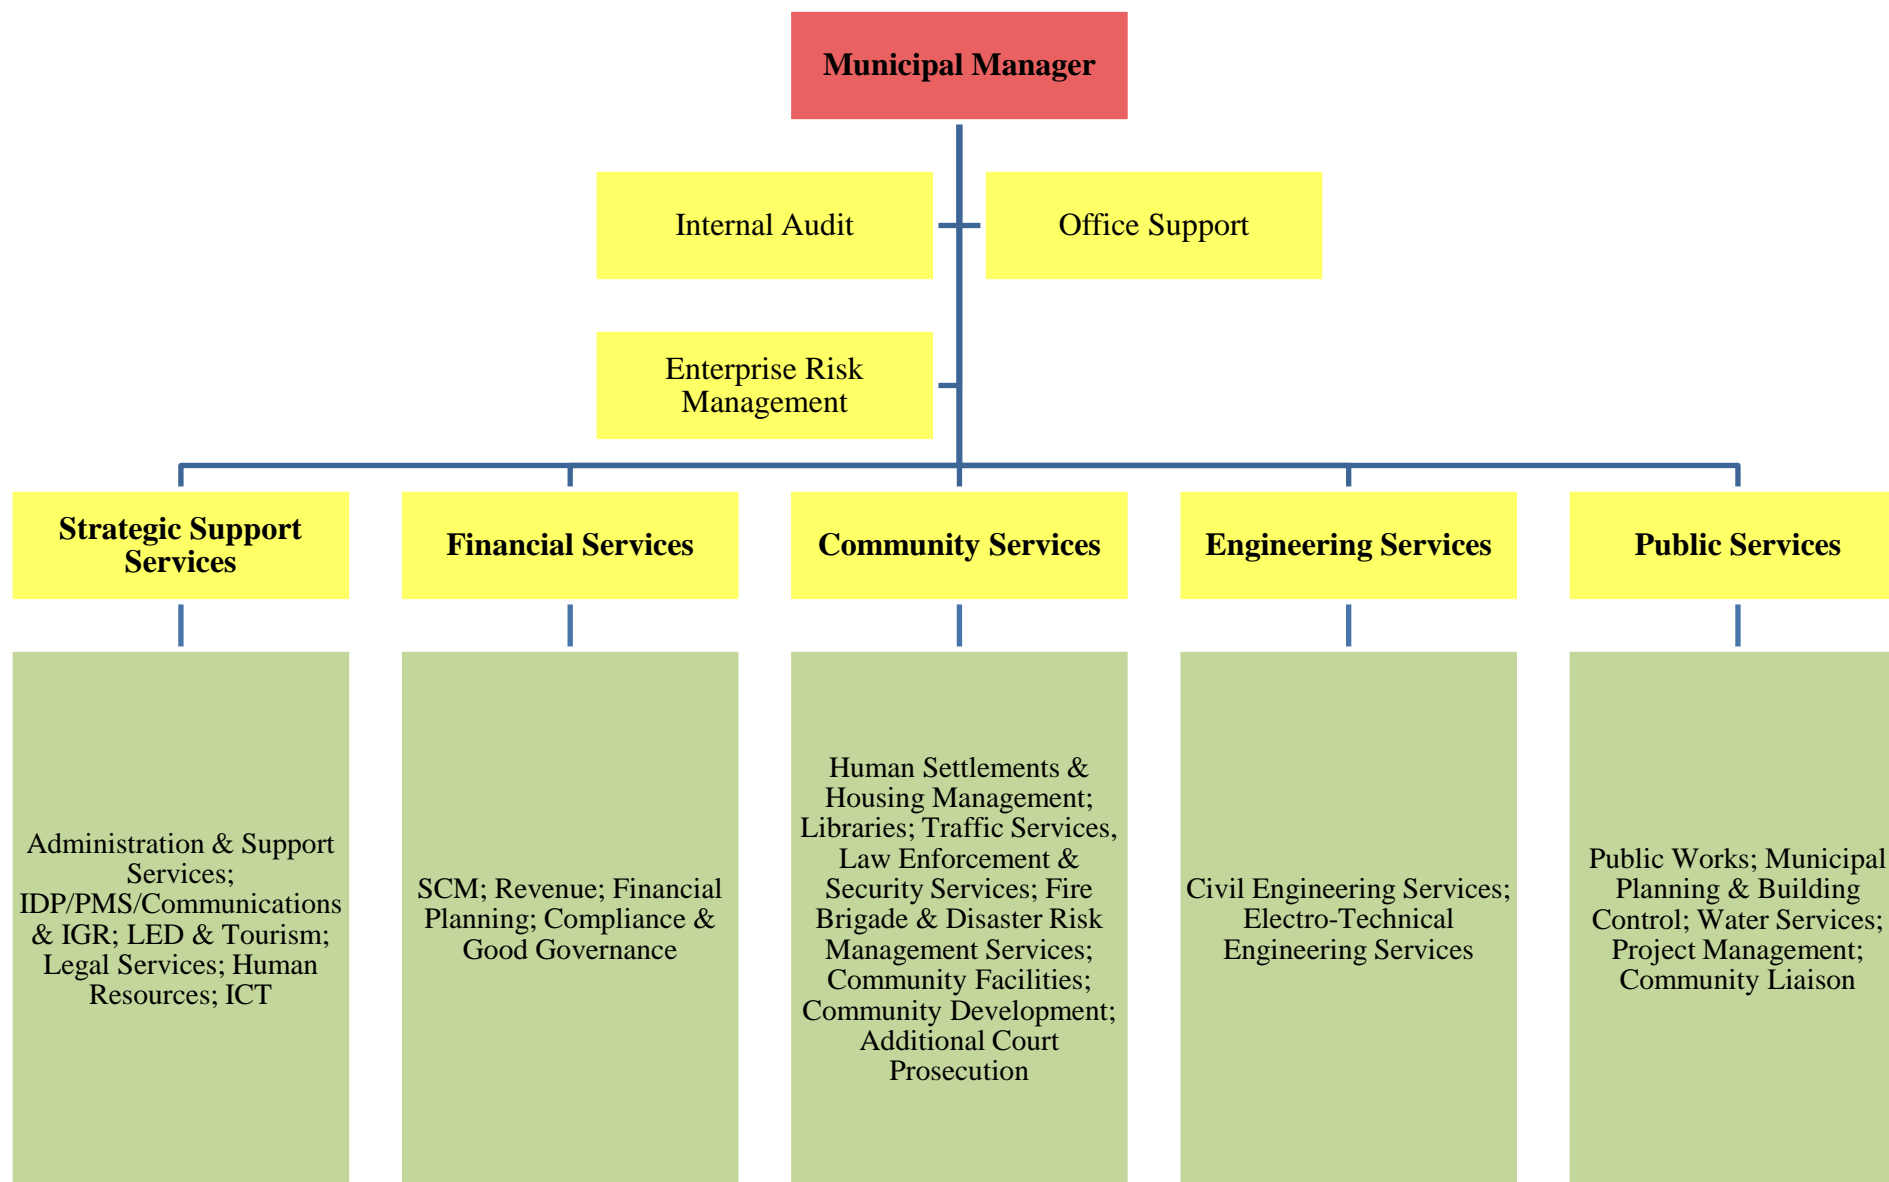 Municipal Manager
Internal Audit
Office Support
Enterprise Risk
Management
Strategic Support
Services
Financial Services
Community Services
Engineering Services
Public Services
Administration & Support
Services;
IDP/PMS/Communications
& IGR; LED & Tourism;
Legal Services; Human
Resources; ICT
SCM; Revenue; Financial
Planning; Compliance &
Good Governance
Human Settlements &
Housing Management;
Libraries; Traffic Services,
Law Enforcement &
Security Services; Fire
Brigade & Disaster Risk
Management Services;
Community Facilities;
Community Development;
Additional Court
Prosecution
Civil Engineering Services;
Electro-Technical
Engineering Services
Public Works; Municipal
Planning & Building
Control; Water Services;
Project Management;
Community Liaison